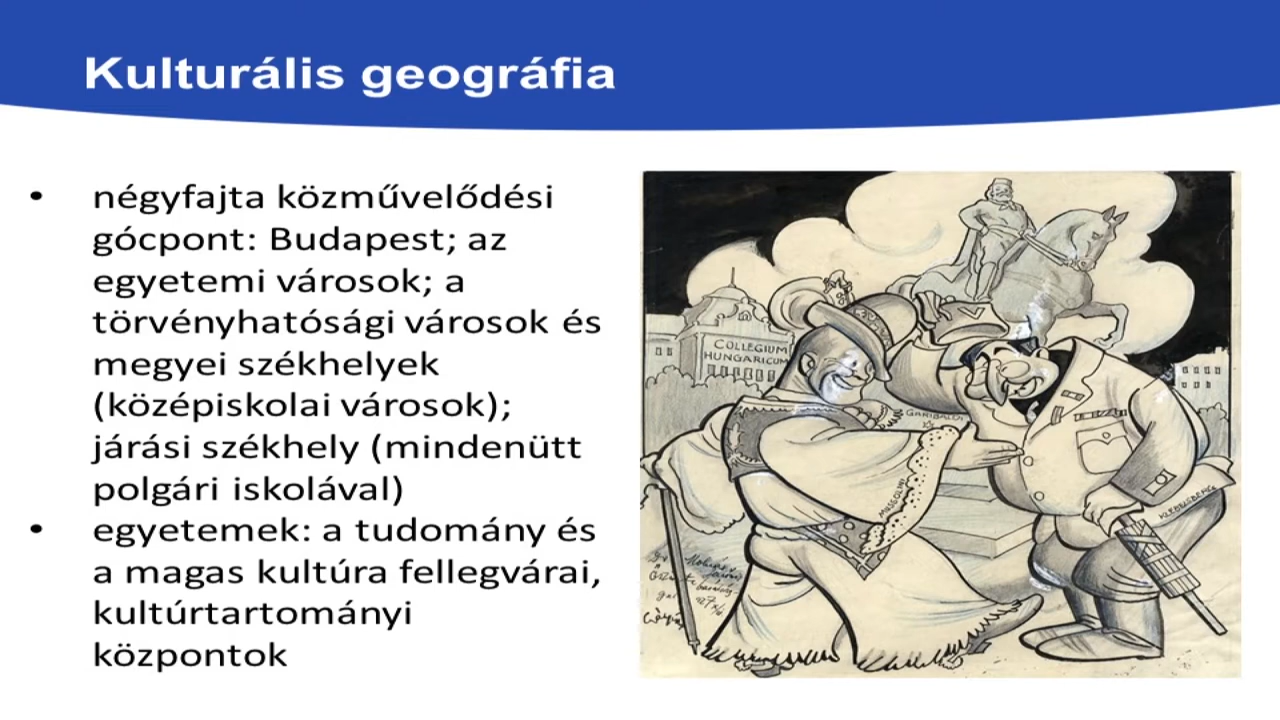 Kulturális geográfia
• négyfajta közművelődési
gócpont: Budapest; az
egyetemi városok; a
törvényhatósági városok és
megyei székhelyek
(középiskolai városok);
járási székhely (mindenütt
polgári iskolával)
• egyetemek: a tudomány és
a magas kultúra fellegvárai,
kultúrtartományi
központok
COLLEGIUM
HUNGARICUM
GARIBALDI
MUSSOLINI
KLEBELSBERG